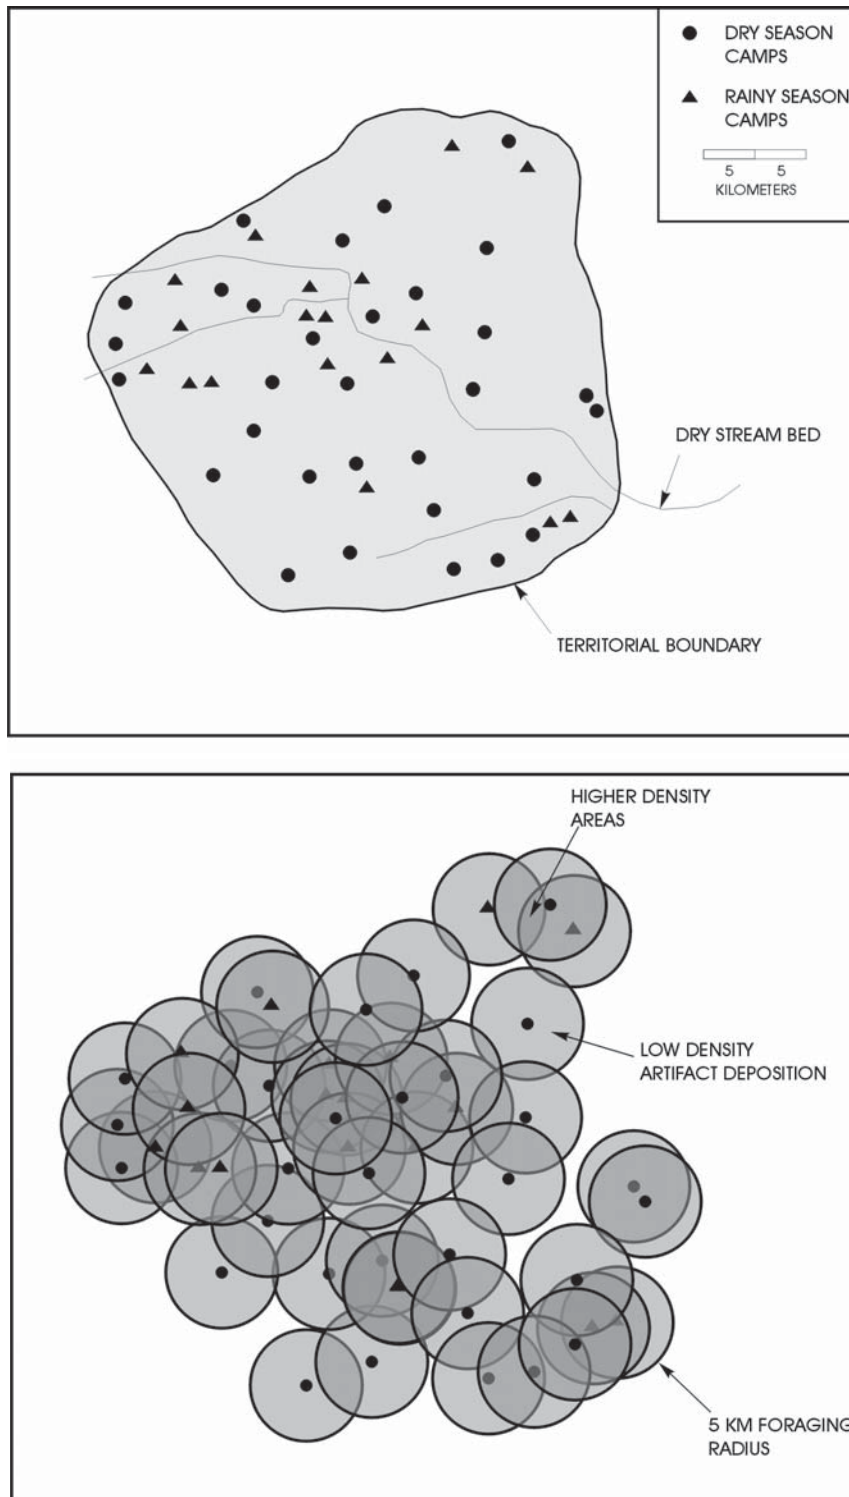 DRY SEASON
CAMPS
RAINY SEASON
CAMPS
5 5
KILOMETERS
DRY STREAM BED
TERRITORIAL BOUNDARY
HIGHER DENSITY
AREAS
LOW DENSITY
ARTIFACT DEPOSITION
5 KM FORAGING
RADIUS